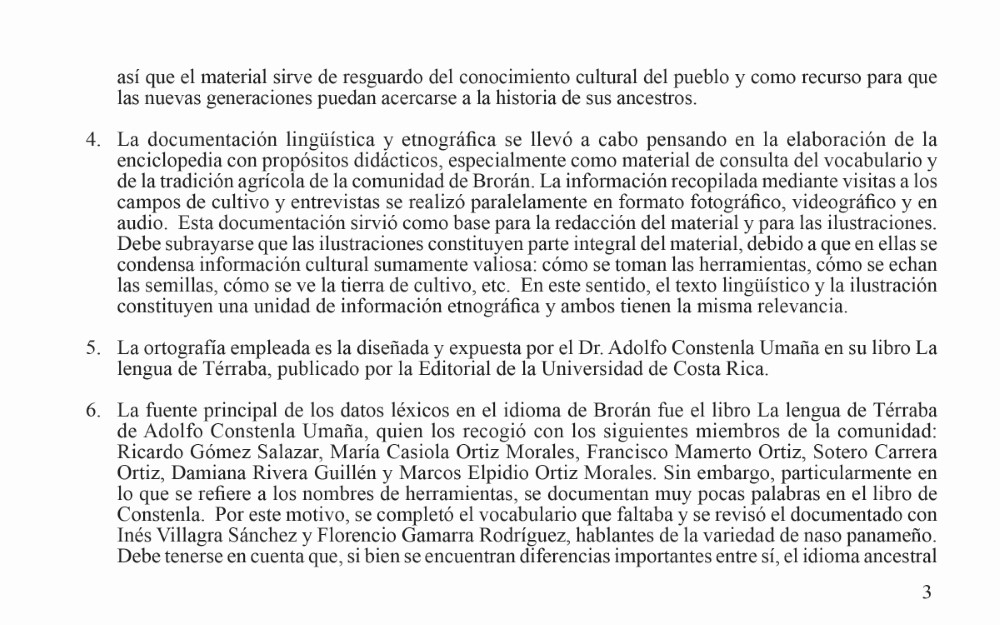 así que el material sirve de resguardo del conocimiento cultural del pueblo y como recurso para que
las nuevas generaciones puedan acercarse a la historia de sus ancestros.
4. La documentación lingüística y etnográfica se llevó a cabo pensando en la elaboración de la
enciclopedia con propósitos didácticos, especialmente como material de consulta del vocabulario y
de la tradición agrícola de la comunidad de Brorán. La información recopilada mediante visitas a los
campos de cultivo y entrevistas se realizó paralelamente en formato fotográfico, videográfico y en
audio.  Esta documentación sirvió como base para la redacción del material y para las ilustraciones.
Debe subrayarse que las ilustraciones constituyen parte integral del material, debido a que en ellas se
condensa información cultural sumamente valiosa: cómo se toman las herramientas, cómo se echan
las semillas, cómo se ve la tierra de cultivo, etc.  En este sentido, el texto lingüístico y la ilustración
constituyen una unidad de información etnográfica y ambos tienen la misma relevancia.
5. La ortografía empleada es la diseñada y expuesta por el Dr. Adolfo Constenla Umaña en su libro La
lengua de Térraba, publicado por la Editorial de la Universidad de Costa Rica.
6. La fuente principal de los datos léxicos en el idioma de Brorán fue el libro La lengua de Térraba
de Adolfo Constenla Umaña, quien los recogió con los siguientes miembros de la comunidad:
Ricardo Gómez Salazar, María Casiola Ortiz Morales, Francisco Mamerto Ortiz, Sotero Carrera
Ortiz, Damiana Rivera Guillén y Marcos Elpidio Ortiz Morales. Sin embargo, particularmente en
lo que se refiere a los nombres de herramientas, se documentan muy pocas palabras en el libro de
Constenla.  Por este motivo, se completó el vocabulario que faltaba y se revisó el documentado con
Inés Villagra Sánchez y Florencio Gamarra Rodríguez, hablantes de la variedad de naso panameño.
Debe tenerse en cuenta que, si bien se encuentran diferencias importantes entre sí, el idioma ancestral
3